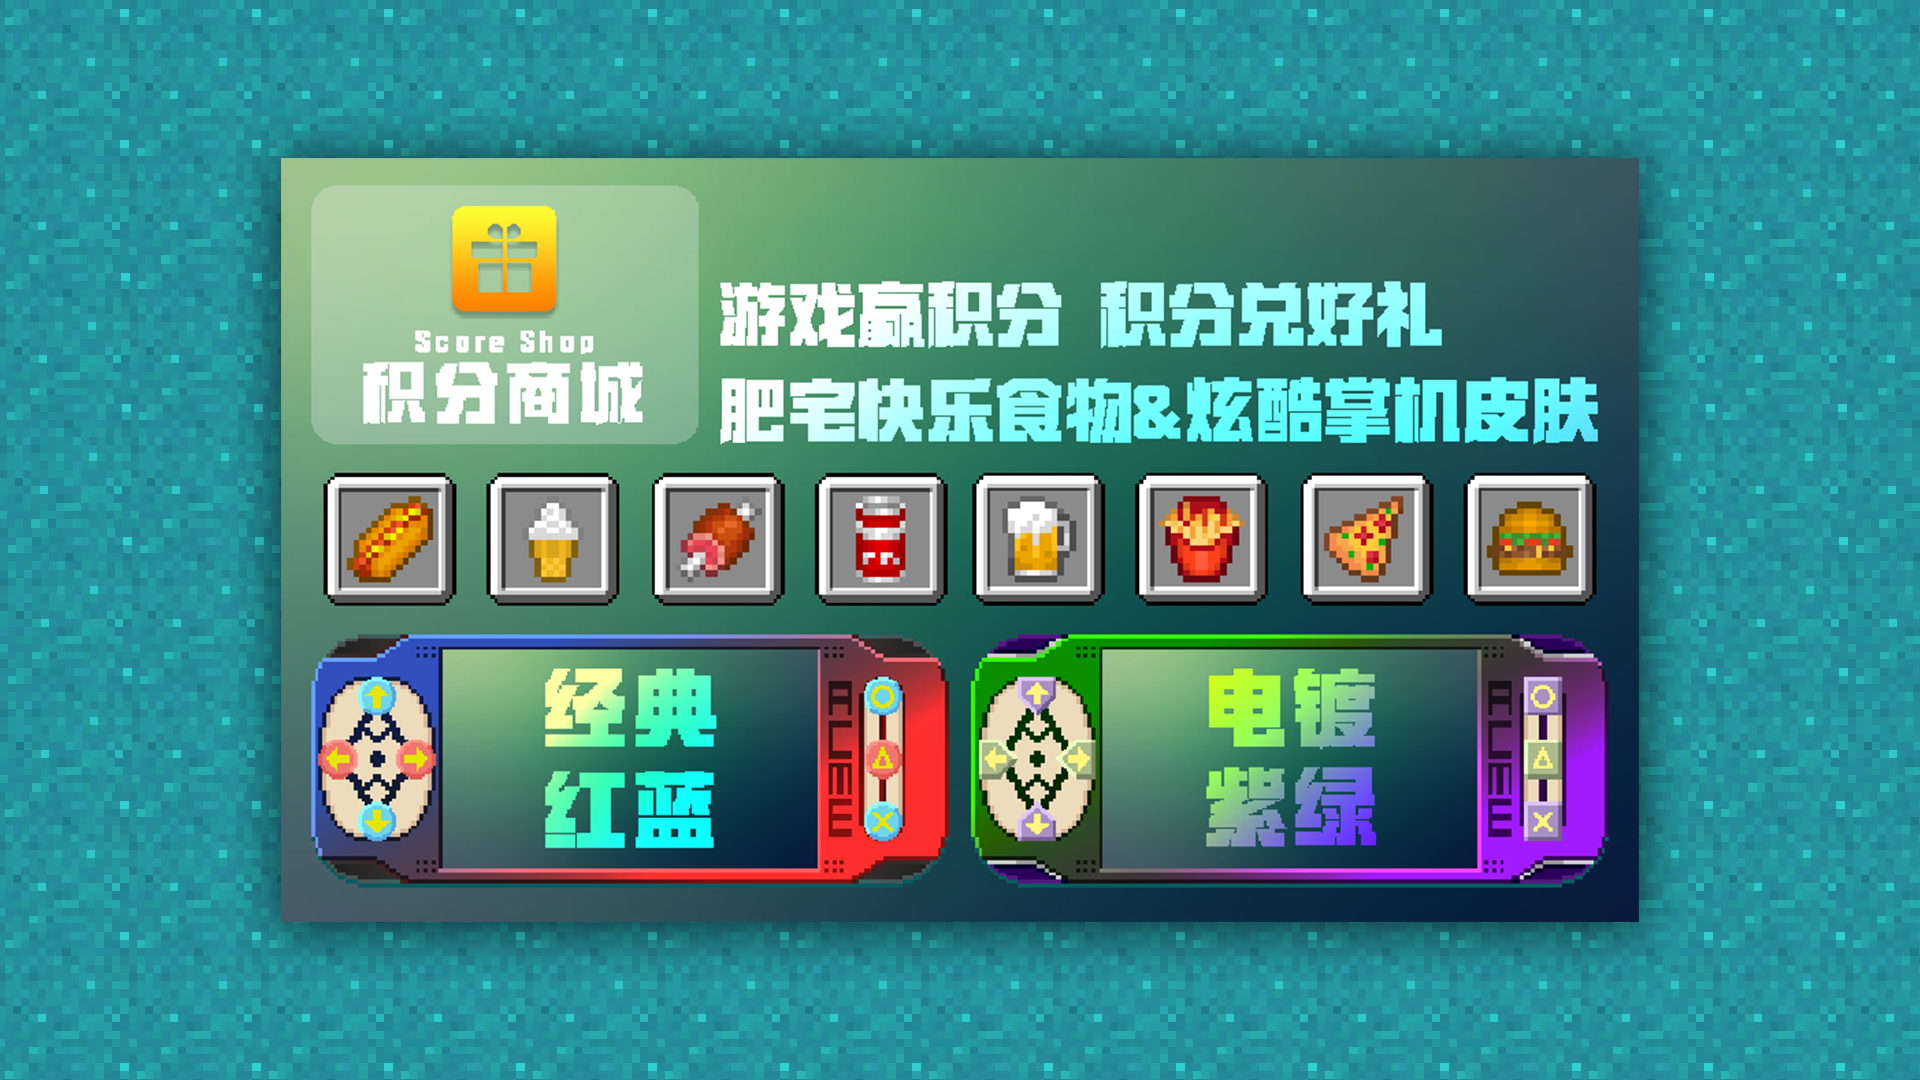 Score Shop
积分商城
游戏赢积分 积分兑好礼
肥宅快乐食物&炫酷掌机皮肤
经典
红蓝
ACME
电镀
紫绿
ACME